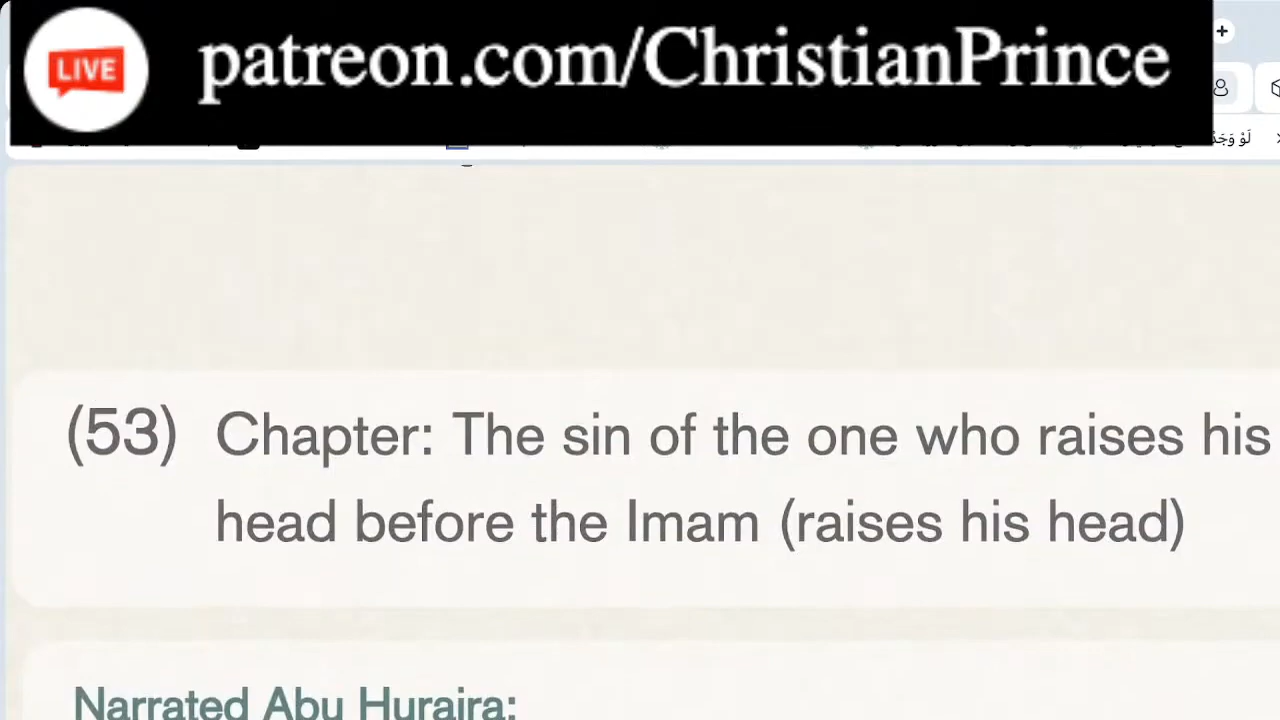 LIVE
patreon.com/ChristianPrince
(53) Chapter: The sin of the one who raises his
head before the Imam (raises his head)
Narrated Abu Huraira: